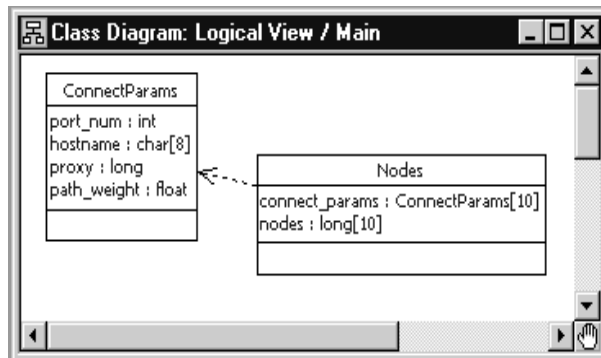 Class Diagram: Logical View / Main
ConnectParams
port_num : int
hostname : char[8]
proxy : long
path_weight : float
Nodes
connect_params : ConnectParams[10]
nodes : long[10]